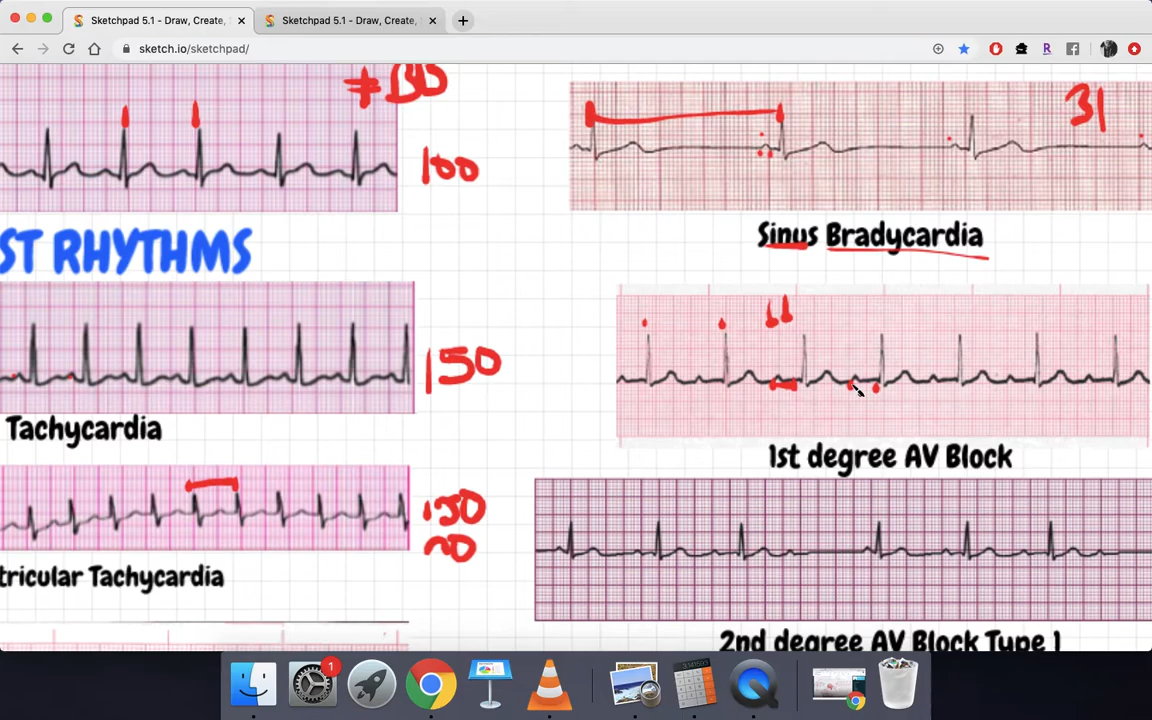 Sketchpad 5.1 - Draw, Create,
Sketchpad 5.1 - Draw, Create,
sketch.io/sketchpad/
31
100
Sinus Bradycardia
ST RHYTHMS
150
Tachycardia
1st degree AV Block
150
tricular Tachycardia
2nd degree AV Block Type 1
1